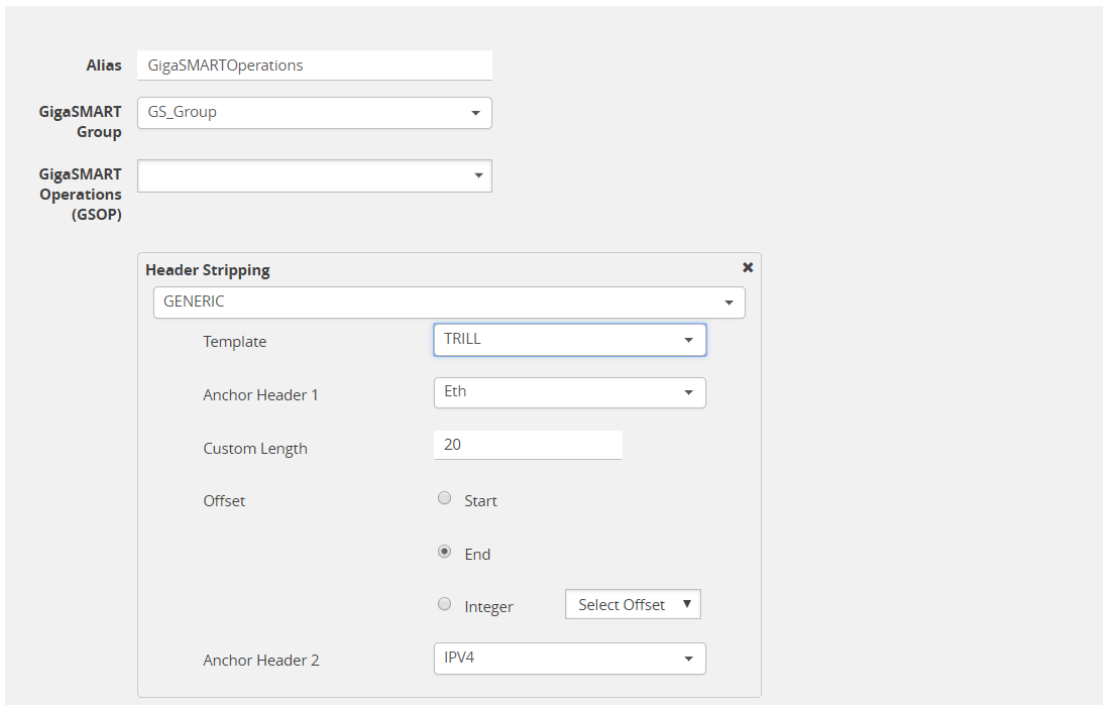 Alias GigaSMARTOperations
GigaSMART Group GS_Group
GigaSMART Operations (GSOP)
Header Stripping ✖
GENERIC
Template TRILL
Anchor Header 1 Eth
Custom Length 20
Offset Start
End
Integer Select Offset ▼
Anchor Header 2 IPV4